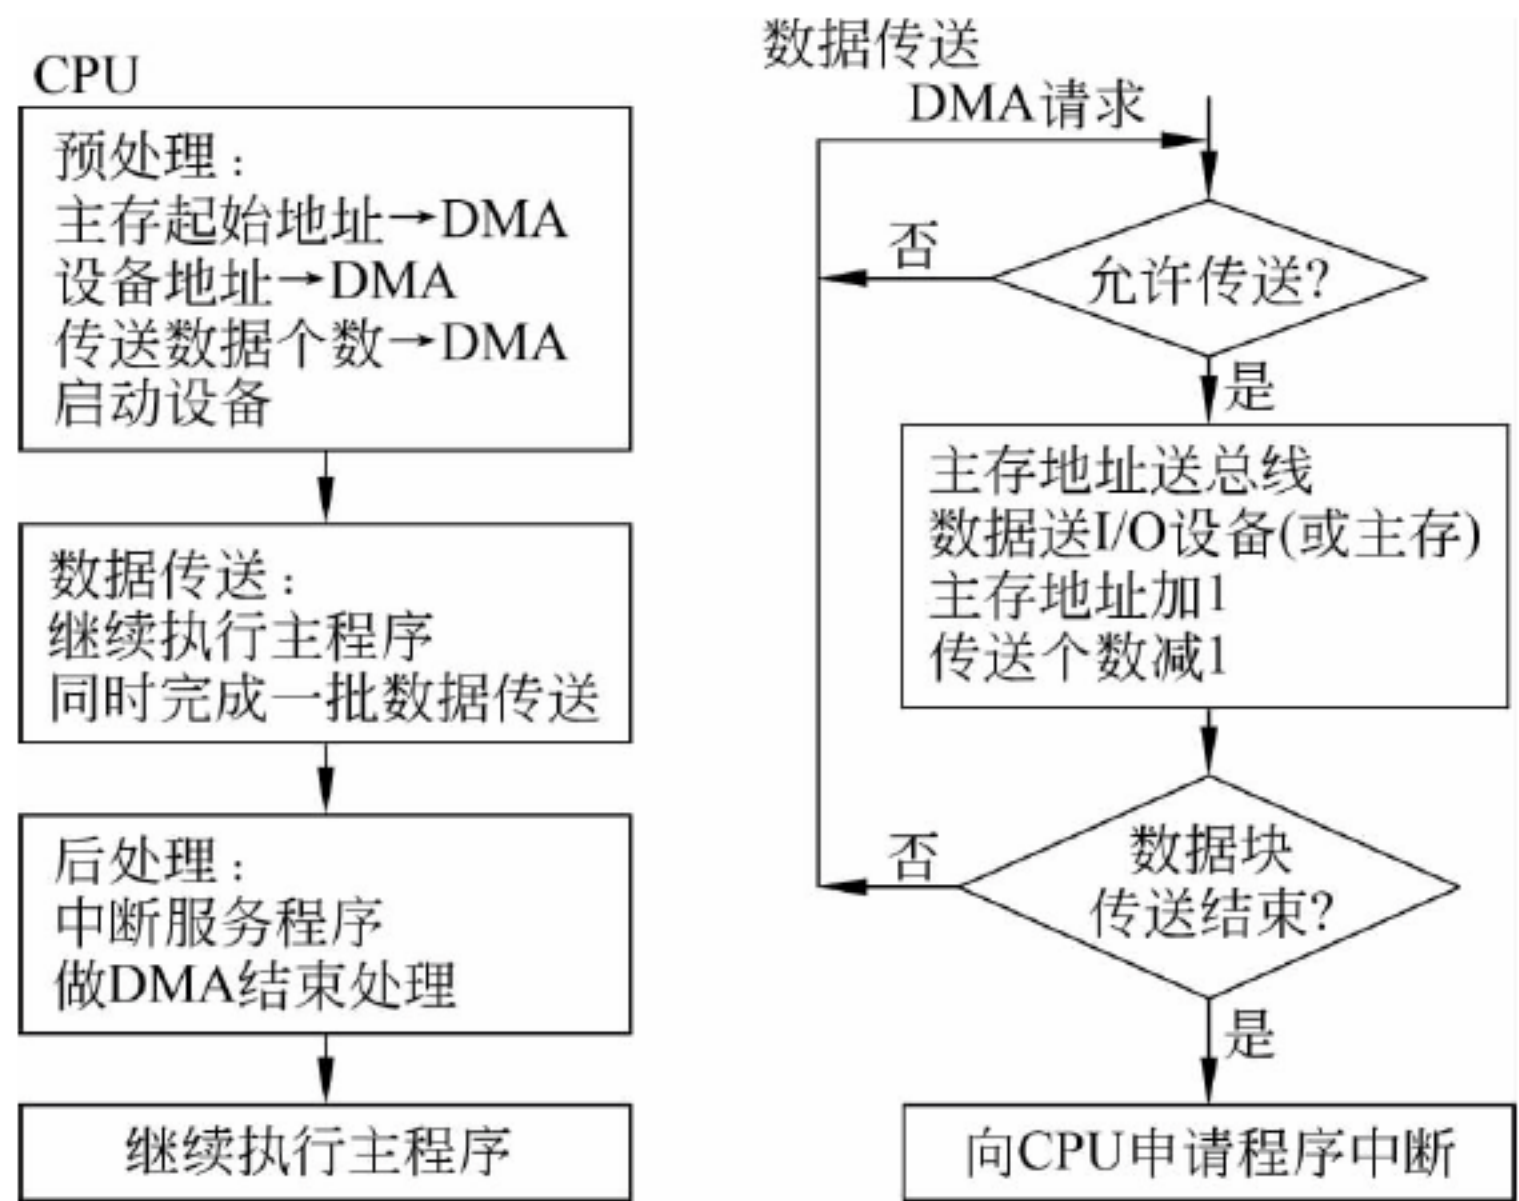 CPU
预处理：
主存起始地址→DMA
设备地址→DMA
传送数据个数→DMA
启动设备
数据传送：
继续执行主程序
同时完成一批数据传送
后处理：
中断服务程序
做DMA结束处理
继续执行主程序
数据传送
DMA请求
允许传送?
否
是
主存地址送总线
数据送I/O设备(或主存)
主存地址加1
传送个数减1
数据块
传送结束?
否
是
向CPU申请程序中断